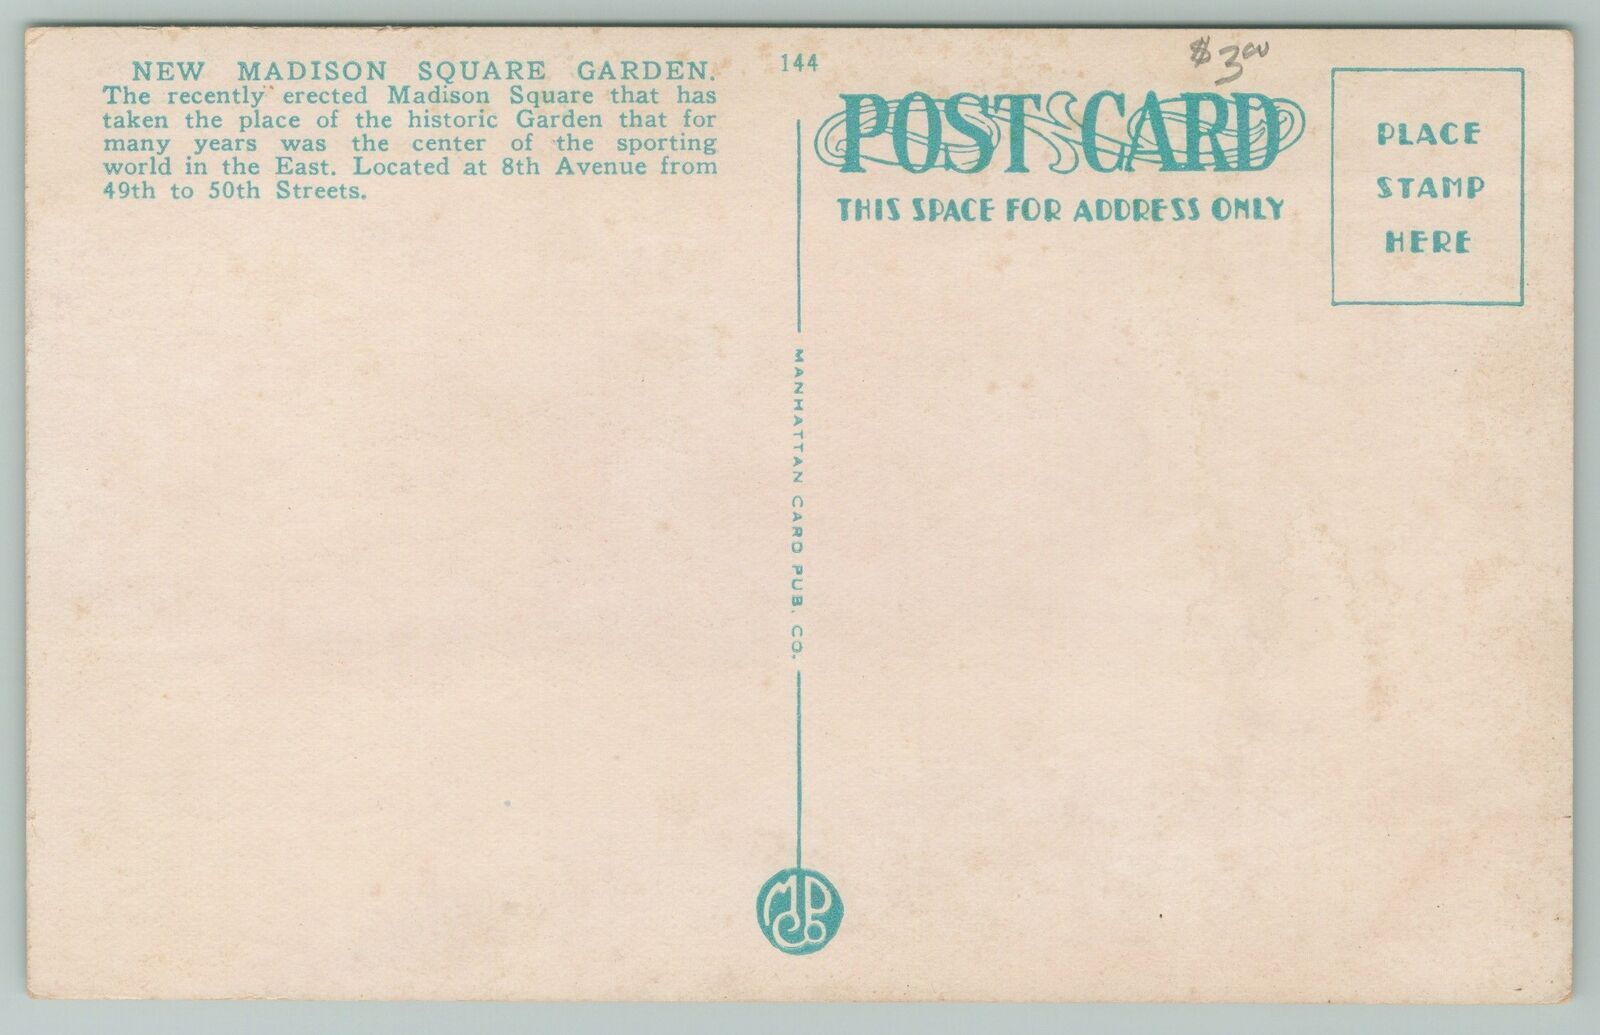 NEW MADISON SQUARE GARDEN.
The recently erected Madison Square that has
taken the place of the historic Garden that for
many years was the center of the sporting
world in the East. Located at 8th Avenue from
49th to 50th Streets.
144
$3.00
POST CARD
THIS SPACE FOR ADDRESS ONLY
PLACE
STAMP
HERE
MANHATTAN CARD PUB. CO.
MCPCo